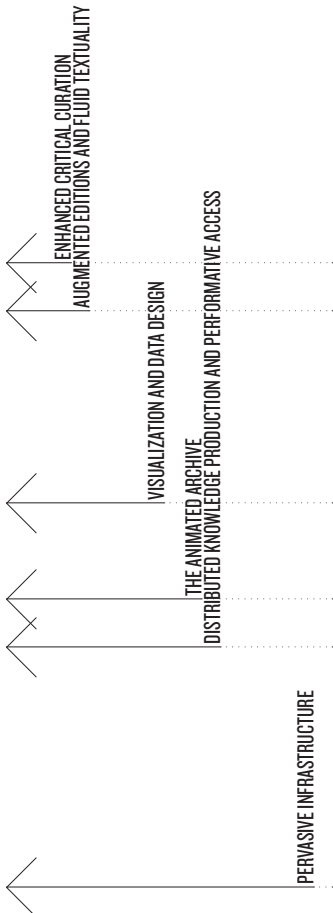 ENHANCED CRITICAL CURATION
AUGMENTED EDITIONS AND FLUID TEXTUALITY
VISUALIZATION AND DATA DESIGN
THE ANIMATED ARCHIVE
DISTRIBUTED KNOWLEDGE PRODUCTION AND PERFORMATIVE ACCESS
PERVASIVE INFRASTRUCTURE